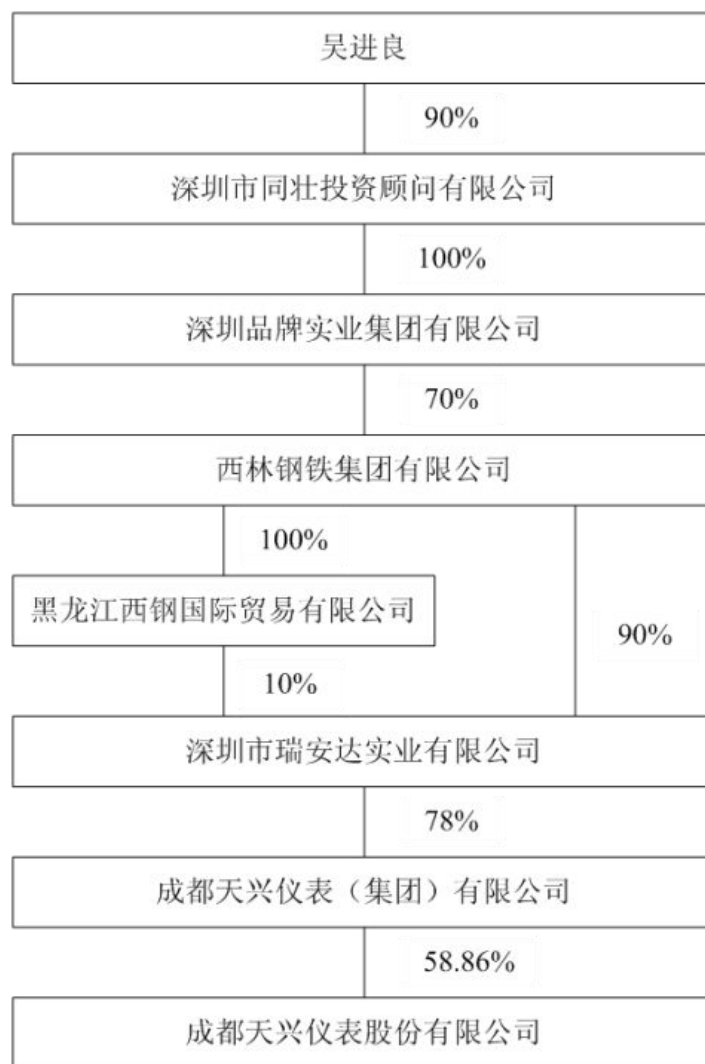 吴进良
90%
深圳市同壮投资顾问有限公司
100%
深圳品牌实业集团有限公司
70%
西林钢铁集团有限公司
100%
黑龙江西钢国际贸易有限公司
90%
10%
深圳市瑞安达实业有限公司
78%
成都天兴仪表（集团）有限公司
58.86%
成都天兴仪表股份有限公司